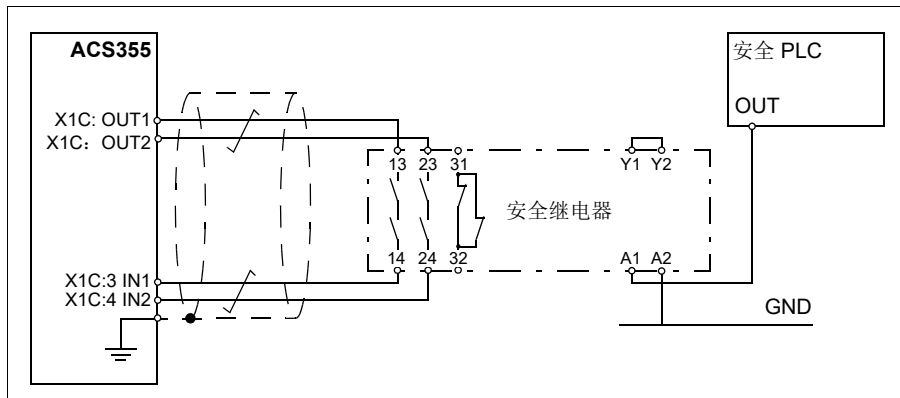 ACS355
安全 PLC
OUT
X1C: OUT1
X1C: OUT2
13 23 31
Y1 Y2
安全继电器
14 24 32
A1 A2
X1C:3 IN1
X1C:4 IN2
GND